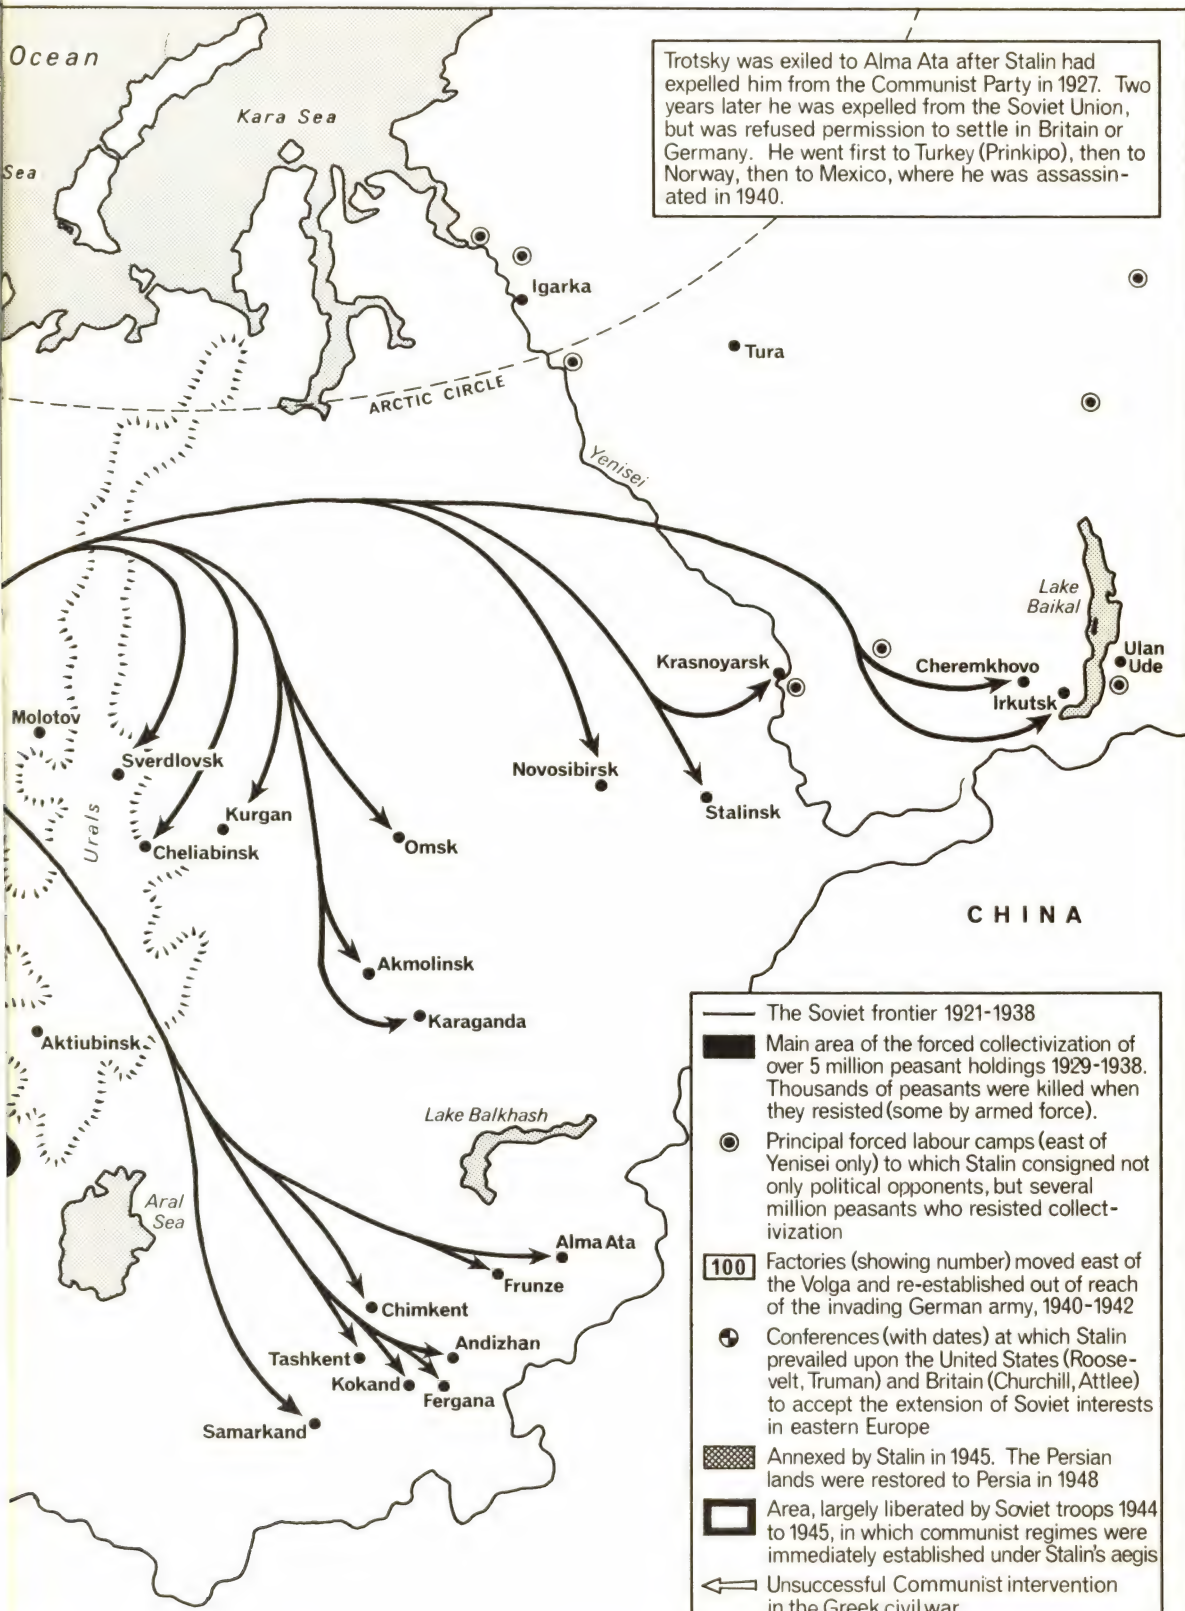 Ocean
Kara Sea
Sea
Trotsky was exiled to Alma Ata after Stalin had
expelled him from the Communist Party in 1927. Two
years later he was expelled from the Soviet Union,
but was refused permission to settle in Britain or
Germany. He went first to Turkey (Prinkipo), then to
Norway, then to Mexico, where he was assassin-
ated in 1940.
Igarka
Tura
ARCTIC CIRCLE
Yenisei
Lake
Baikal
Ulan
Ude
Krasnoyarsk
Cheremkhovo
Irkutsk
Molotov
Sverdlovsk
Novosibirsk
Stalinsk
Urals
Kurgan
Cheliabinsk
Omsk
CHINA
Akmolinsk
Karaganda
Aktiubinsk
Lake Balkhash
Aral
Sea
Alma Ata
Frunze
Chimkent
Andizhan
Tashkent
Kokand
Fergana
Samarkand
The Soviet frontier 1921-1938
Main area of the forced collectivization of
over 5 million peasant holdings 1929-1938.
Thousands of peasants were killed when
they resisted (some by armed force).
Principal forced labour camps (east of
Yenisei only) to which Stalin consigned not
only political opponents, but several
million peasants who resisted collect-
ivization
100 Factories (showing number) moved east of
the Volga and re-established out of reach
of the invading German army, 1940-1942
Conferences (with dates) at which Stalin
prevailed upon the United States (Roose-
velt, Truman) and Britain (Churchill, Attlee)
to accept the extension of Soviet interests
in eastern Europe
Annexed by Stalin in 1945. The Persian
lands were restored to Persia in 1948
Area, largely liberated by Soviet troops 1944
to 1945, in which communist regimes were
immediately established under Stalin's aegis
Unsuccessful Communist intervention
in the Greek civil war